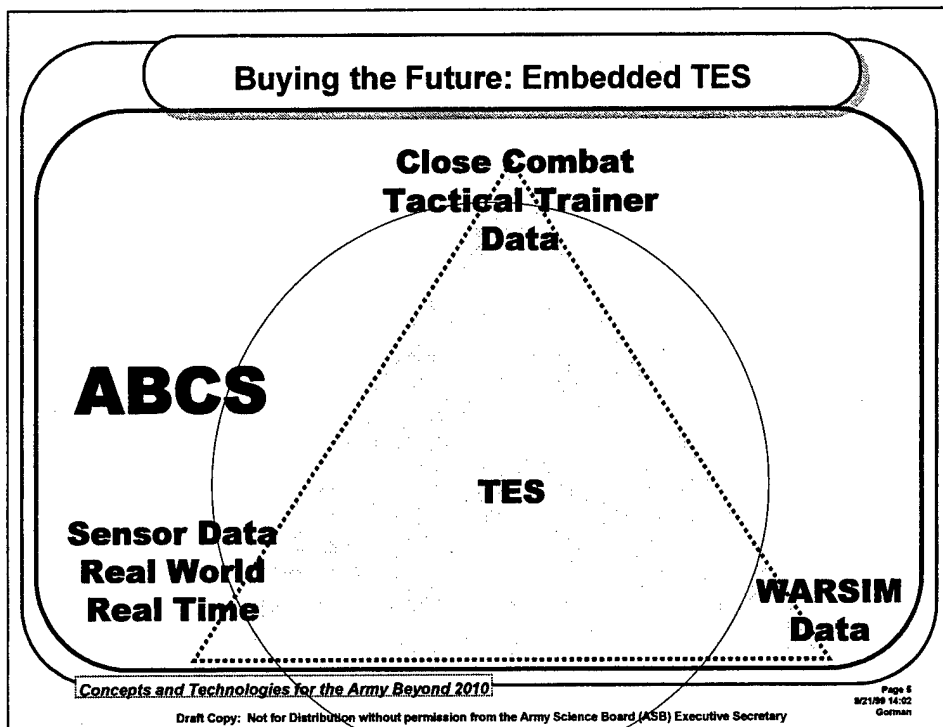 Buying the Future: Embedded TES
Close Combat
Tactical Trainer
Data
ABCS
TES
Sensor Data
Real World
Real Time
WARSIM
Data
Concepts and Technologies for the Army Beyond 2010
Page 5
9/21/99 14:02
Gorman
Draft Copy: Not for Distribution without permission from the Army Science Board (ASB) Executive Secretary